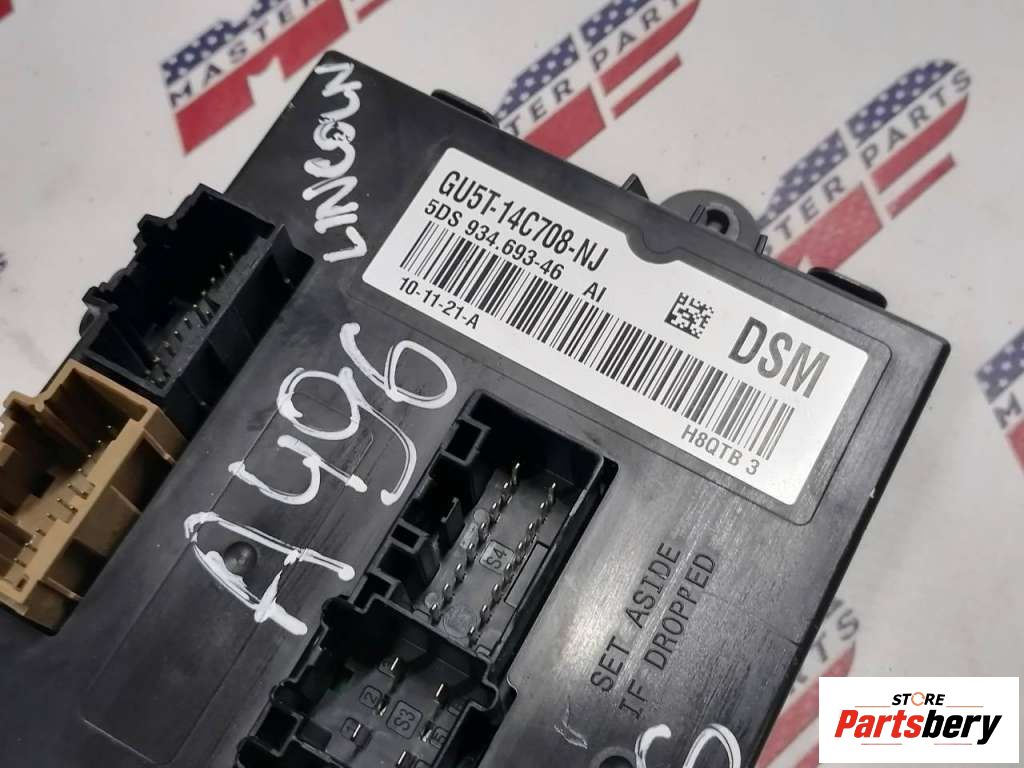 MASTER PARTS
MASTER PARTS
MASTER PARTS
LINCOLN
GU5T-14C708-NJ
5DS 934.693-46 AI
10-11-21-A
DSM
H8QTB 3
A496
S4
S3
SET ASIDE
IF DROPPED
STORE
Partsbery